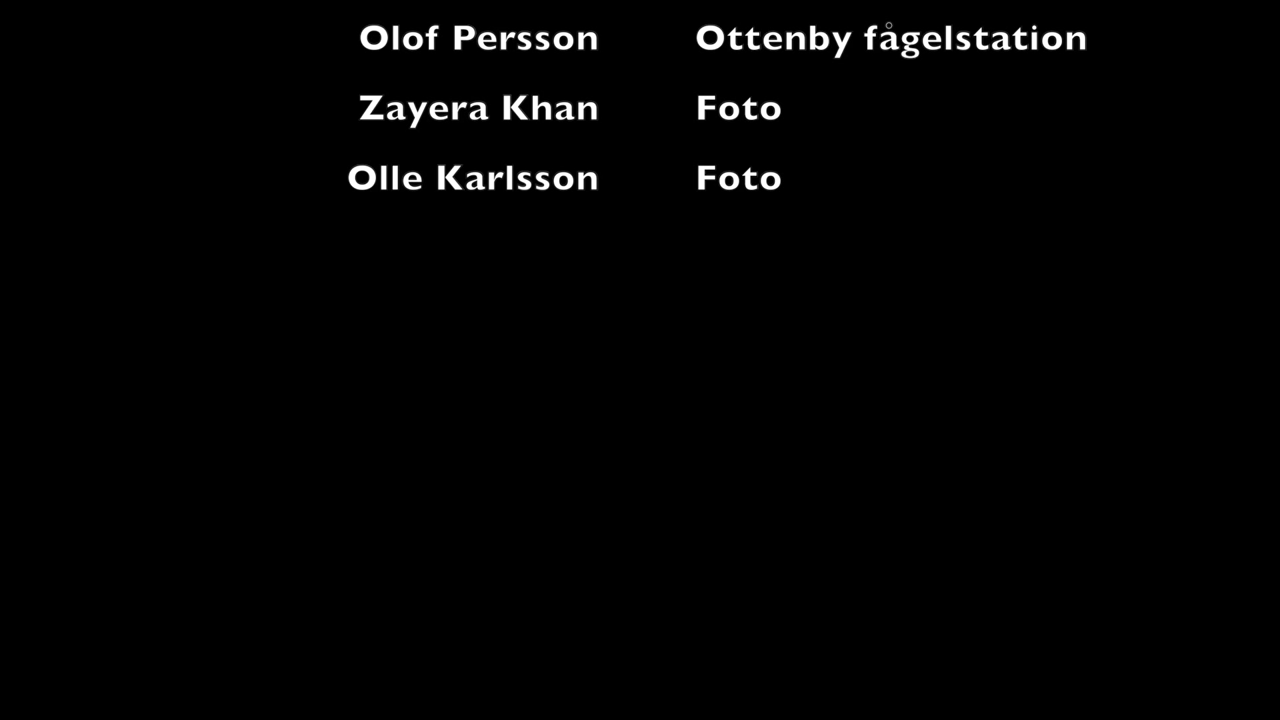 Olof Persson Ottenby fågelstation
Zayera Khan Foto
Olle Karlsson Foto